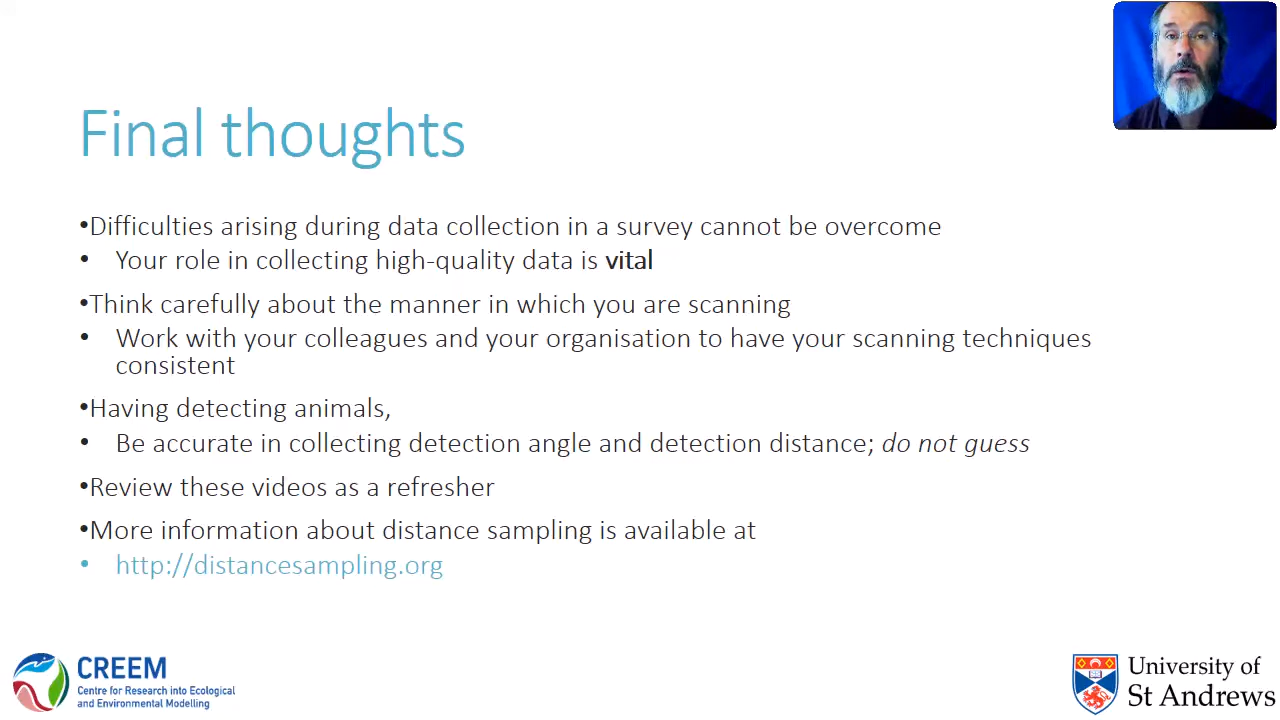 Final thoughts
•Difficulties arising during data collection in a survey cannot be overcome
• Your role in collecting high-quality data is vital
•Think carefully about the manner in which you are scanning
• Work with your colleagues and your organisation to have your scanning techniques
consistent
•Having detecting animals,
• Be accurate in collecting detection angle and detection distance; do not guess
•Review these videos as a refresher
•More information about distance sampling is available at
• http://distancesampling.org
CREEM
Centre for Research into Ecological
and Environmental Modelling
University of
St Andrews